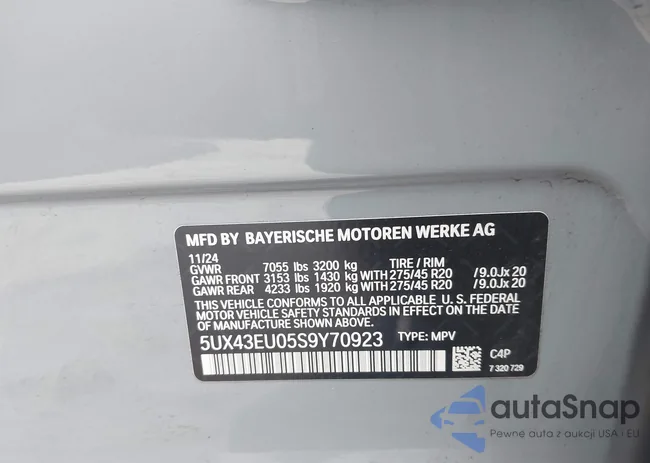 MFD BY BAYERISCHE MOTOREN WERKE AG
11/24
GVWR 7055 lbs 3200 kg TIRE / RIM
GAWR FRONT 3153 lbs 1430 kg WITH 275/45 R20 /9.0Jx 20
GAWR REAR 4233 lbs 1920 kg WITH 275/45 R20 /9.0Jx 20
THIS VEHICLE CONFORMS TO ALL APPLICABLE U. S. FEDERAL
MOTOR VEHICLE SAFETY STANDARDS IN EFFECT ON THE DATE
OF MANUFACTURE SHOWN ABOVE.
5UX43EU05S9Y70923 TYPE: MPV
C4P
7 320 729
autaSnap
Pewne auta z aukcji USA i EU